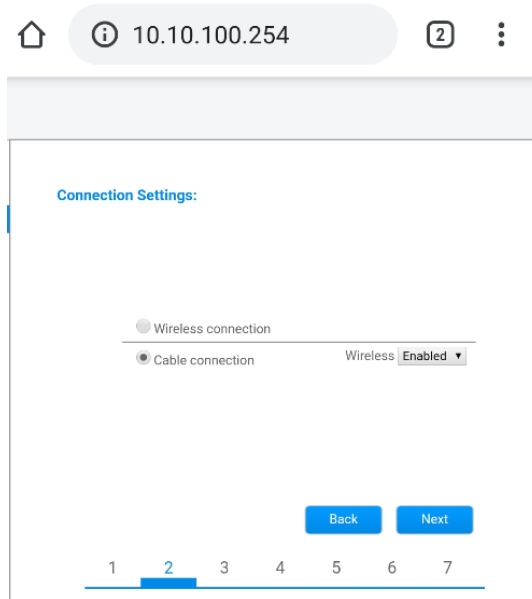 10.10.100.254 2
Connection Settings:
Wireless connection
Cable connection Wireless Enabled
Back Next
1 2 3 4 5 6 7